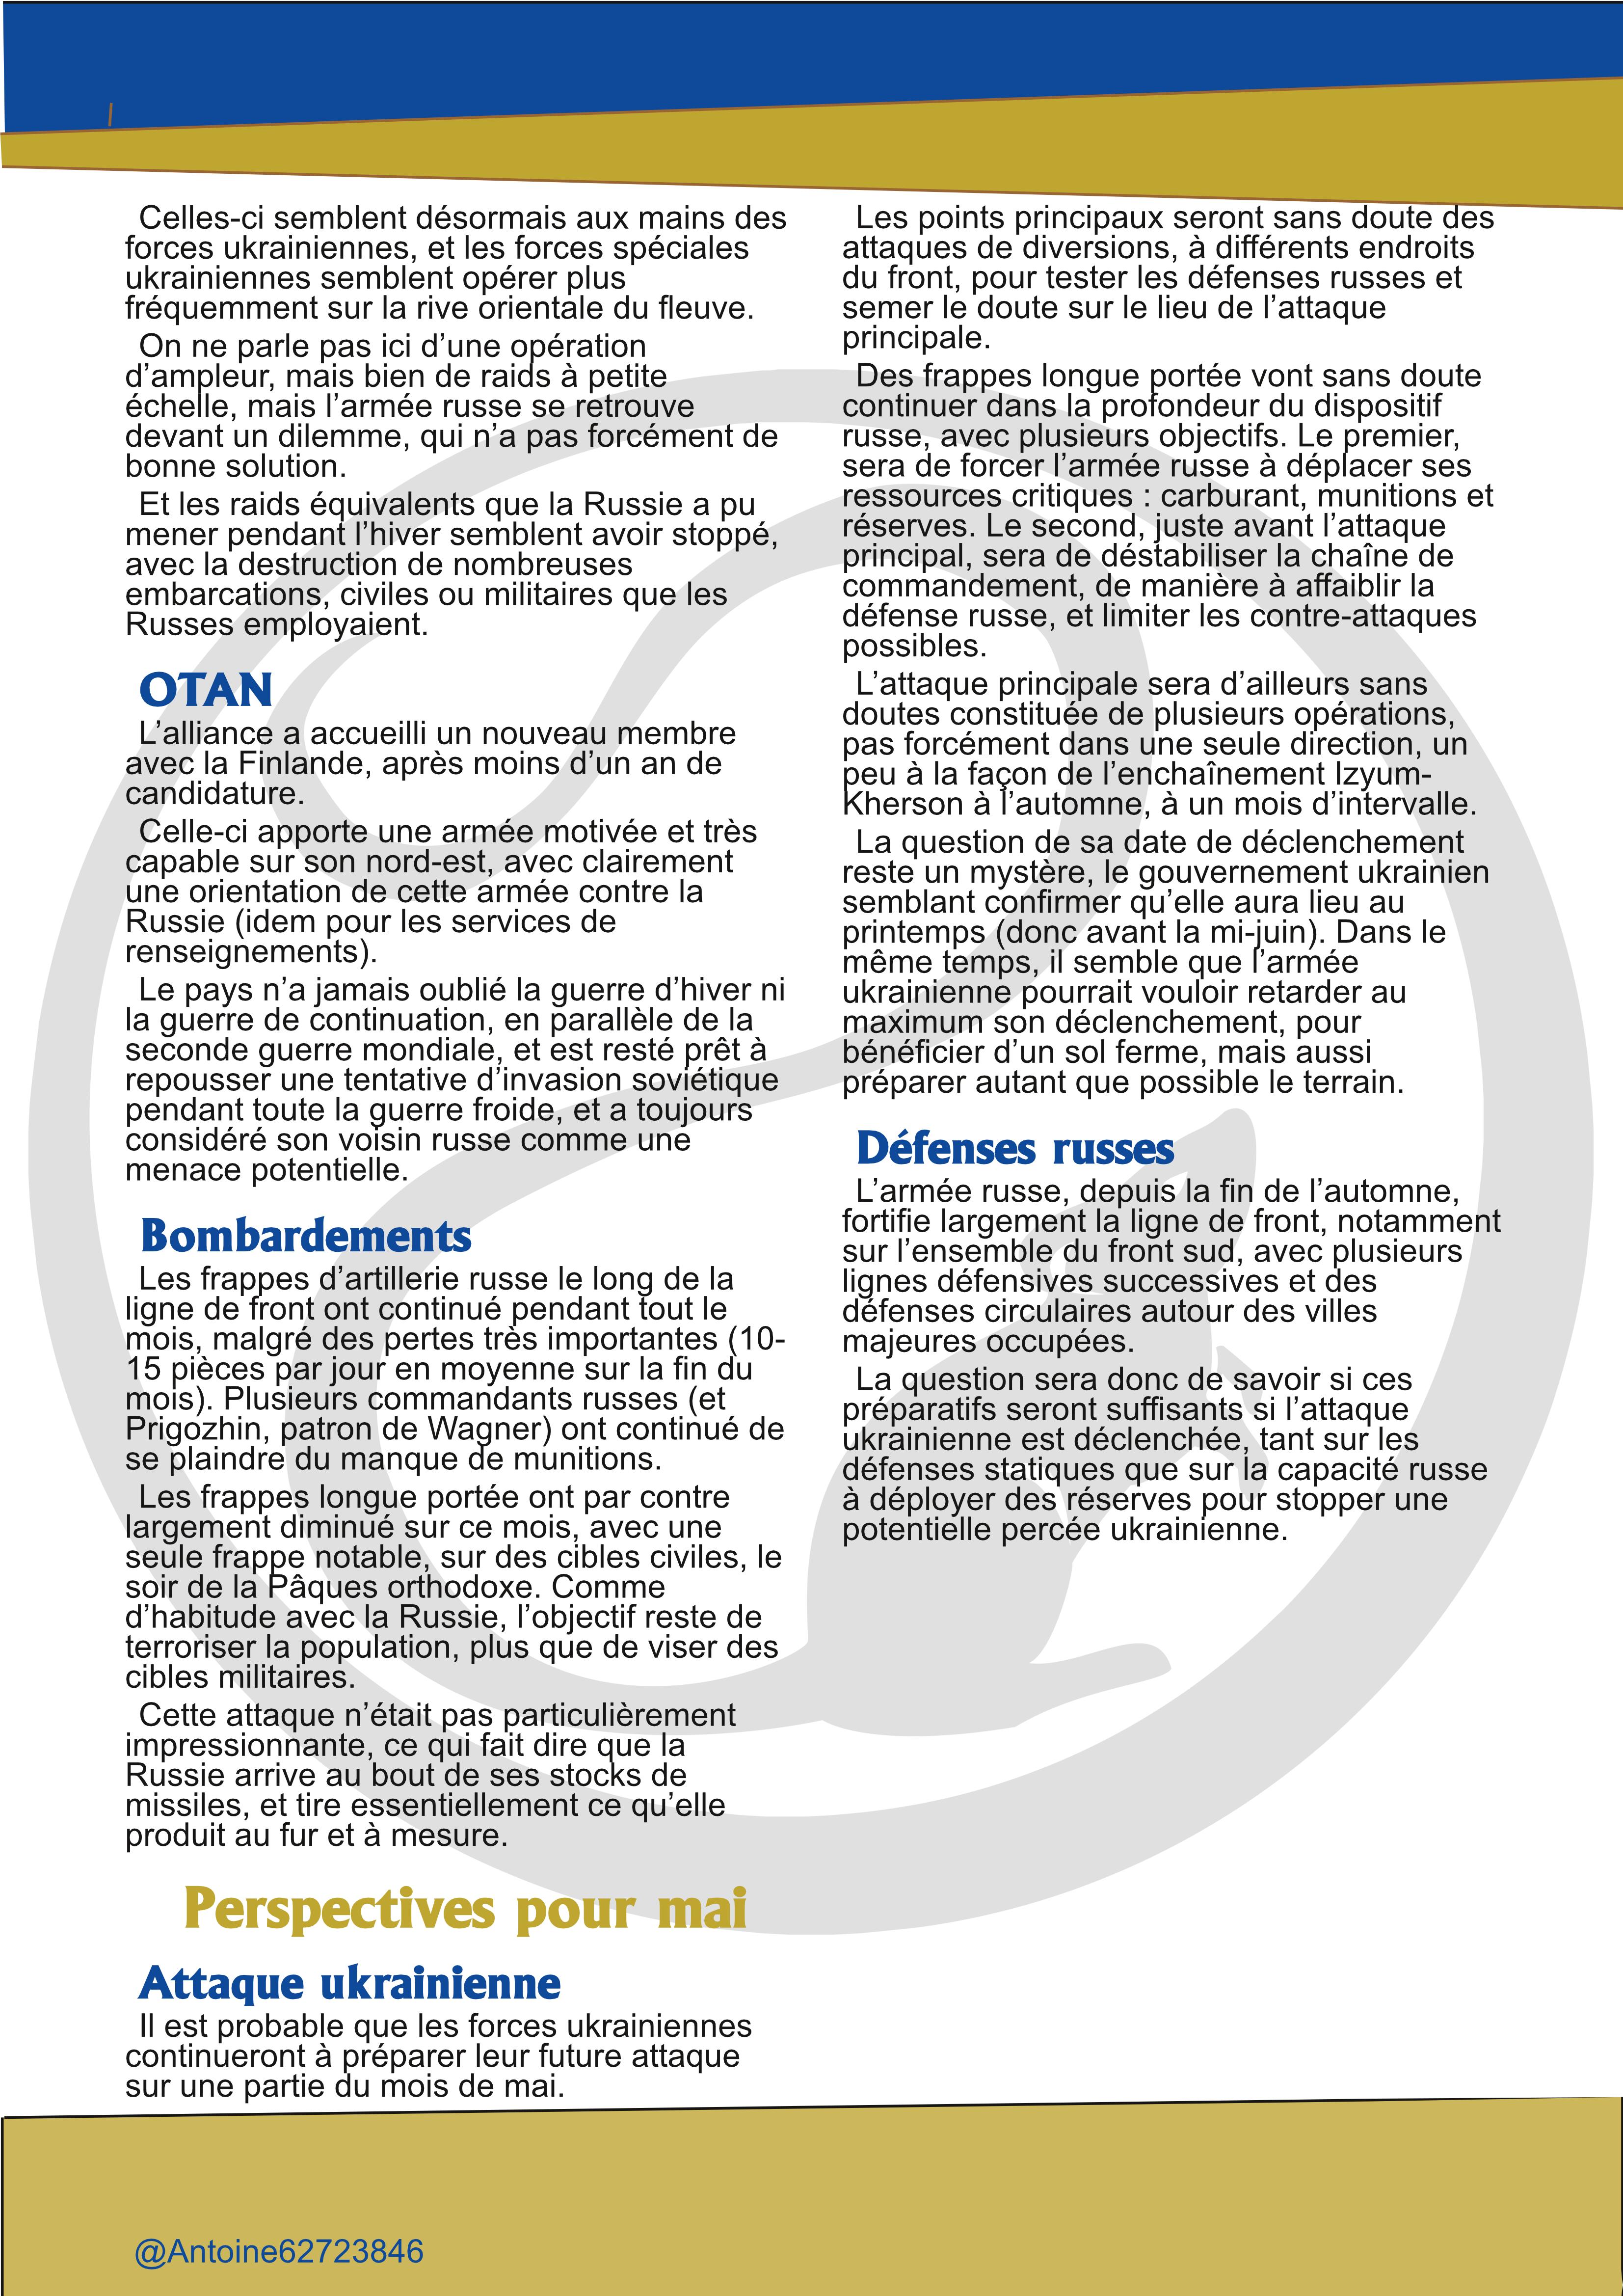 Celles-ci semblent désormais aux mains des
forces ukrainiennes, et les forces spéciales
ukrainiennes semblent opérer plus
fréquemment sur la rive orientale du fleuve.
On ne parle pas ici d’une opération
d’ampleur, mais bien de raids à petite
échelle, mais l’armée russe se retrouve
devant un dilemme, qui n’a pas forcément de
bonne solution.
Et les raids équivalents que la Russie a pu
mener pendant l’hiver semblent avoir stoppé,
avec la destruction de nombreuses
embarcations, civiles ou militaires que les
Russes employaient.
OTAN
L’alliance a accueilli un nouveau membre
avec la Finlande, après moins d’un an de
candidature.
Celle-ci apporte une armée motivée et très
capable sur son nord-est, avec clairement
une orientation de cette armée contre la
Russie (idem pour les services de
renseignements).
Le pays n’a jamais oublié la guerre d’hiver ni
la guerre de continuation, en parallèle de la
seconde guerre mondiale, et est resté prêt à
repousser une tentative d’invasion soviétique
pendant toute la guerre froide, et a toujours
considéré son voisin russe comme une
menace potentielle.
Bombardements
Les frappes d’artillerie russe le long de la
ligne de front ont continué pendant tout le
mois, malgré des pertes très importantes (10-
15 pièces par jour en moyenne sur la fin du
mois). Plusieurs commandants russes (et
Prigozhin, patron de Wagner) ont continué de
se plaindre du manque de munitions.
Les frappes longue portée ont par contre
largement diminué sur ce mois, avec une
seule frappe notable, sur des cibles civiles, le
soir de la Pâques orthodoxe. Comme
d’habitude avec la Russie, l’objectif reste de
terroriser la population, plus que de viser des
cibles militaires.
Cette attaque n’était pas particulièrement
impressionnante, ce qui fait dire que la
Russie arrive au bout de ses stocks de
missiles, et tire essentiellement ce qu’elle
produit au fur et à mesure.
Perspectives pour mai
Attaque ukrainienne
Il est probable que les forces ukrainiennes
continueront à préparer leur future attaque
sur une partie du mois de mai.
Les points principaux seront sans doute des
attaques de diversions, à différents endroits
du front, pour tester les défenses russes et
semer le doute sur le lieu de l’attaque
principale.
Des frappes longue portée vont sans doute
continuer dans la profondeur du dispositif
russe, avec plusieurs objectifs. Le premier,
sera de forcer l’armée russe à déplacer ses
ressources critiques : carburant, munitions et
réserves. Le second, juste avant l’attaque
principal, sera de déstabiliser la chaîne de
commandement, de manière à affaiblir la
défense russe, et limiter les contre-attaques
possibles.
L’attaque principale sera d’ailleurs sans
doutes constituée de plusieurs opérations,
pas forcément dans une seule direction, un
peu à la façon de l’enchaînement Izyum-
Kherson à l’automne, à un mois d’intervalle.
La question de sa date de déclenchement
reste un mystère, le gouvernement ukrainien
semblant confirmer qu’elle aura lieu au
printemps (donc avant la mi-juin). Dans le
même temps, il semble que l’armée
ukrainienne pourrait vouloir retarder au
maximum son déclenchement, pour
bénéficier d’un sol ferme, mais aussi
préparer autant que possible le terrain.
Défenses russes
L’armée russe, depuis la fin de l’automne,
fortifie largement la ligne de front, notamment
sur l’ensemble du front sud, avec plusieurs
lignes défensives successives et des
défenses circulaires autour des villes
majeures occupées.
La question sera donc de savoir si ces
préparatifs seront suffisants si l’attaque
ukrainienne est déclenchée, tant sur les
défenses statiques que sur la capacité russe
à déployer des réserves pour stopper une
potentielle percée ukrainienne.
@Antoine62723846